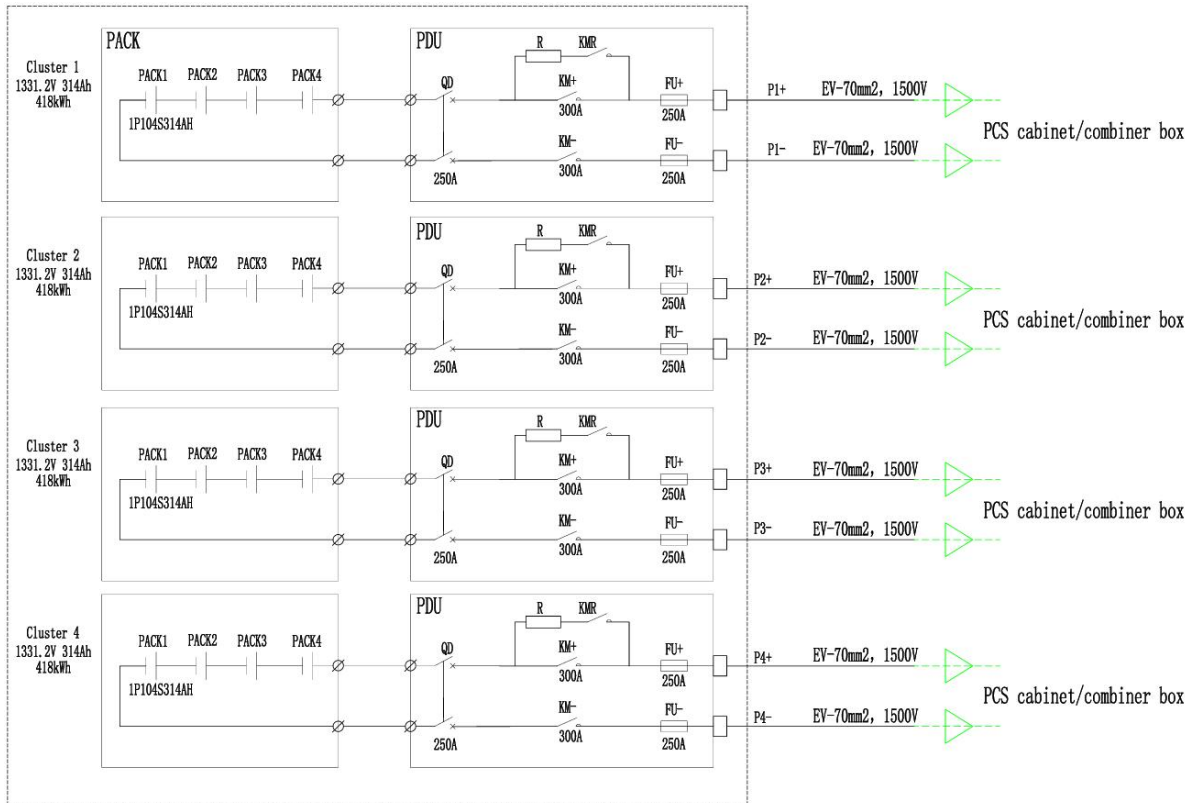 PACK
PDU
R KMR
Cluster 1
1331.2V 314Ah
418kWh
PACK1 PACK2 PACK3 PACK4
QD
KM+
FU+
P1+ EV-70mm2, 1500V
300A
250A
1P104S314AH
PCS cabinet/combiner box
KM-
FU-
P1- EV-70mm2, 1500V
250A
300A
250A
PDU
R KMR
Cluster 2
1331.2V 314Ah
418kWh
PACK1 PACK2 PACK3 PACK4
QD
KM+
FU+
P2+ EV-70mm2, 1500V
300A
250A
1P104S314AH
PCS cabinet/combiner box
KM-
FU-
P2- EV-70mm2, 1500V
250A
300A
250A
PDU
R KMR
Cluster 3
1331.2V 314Ah
418kWh
PACK1 PACK2 PACK3 PACK4
QD
KM+
FU+
P3+ EV-70mm2, 1500V
300A
250A
1P104S314AH
PCS cabinet/combiner box
KM-
FU-
P3- EV-70mm2, 1500V
250A
300A
250A
PDU
R KMR
Cluster 4
1331.2V 314Ah
418kWh
PACK1 PACK2 PACK3 PACK4
QD
KM+
FU+
P4+ EV-70mm2, 1500V
300A
250A
1P104S314AH
PCS cabinet/combiner box
KM-
FU-
P4- EV-70mm2, 1500V
250A
300A
250A